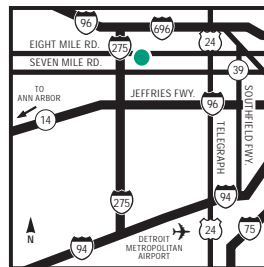 96
696
EIGHT MILE RD.
275
24
SEVEN MILE RD.
39
TO
ANN ARBOR
JEFFRIES FWY.
96
14
TELEGRAPH
SOUTHFIELD FWY.
275
94
N
94
DETROIT
METROPOLITAN
AIRPORT
24
75